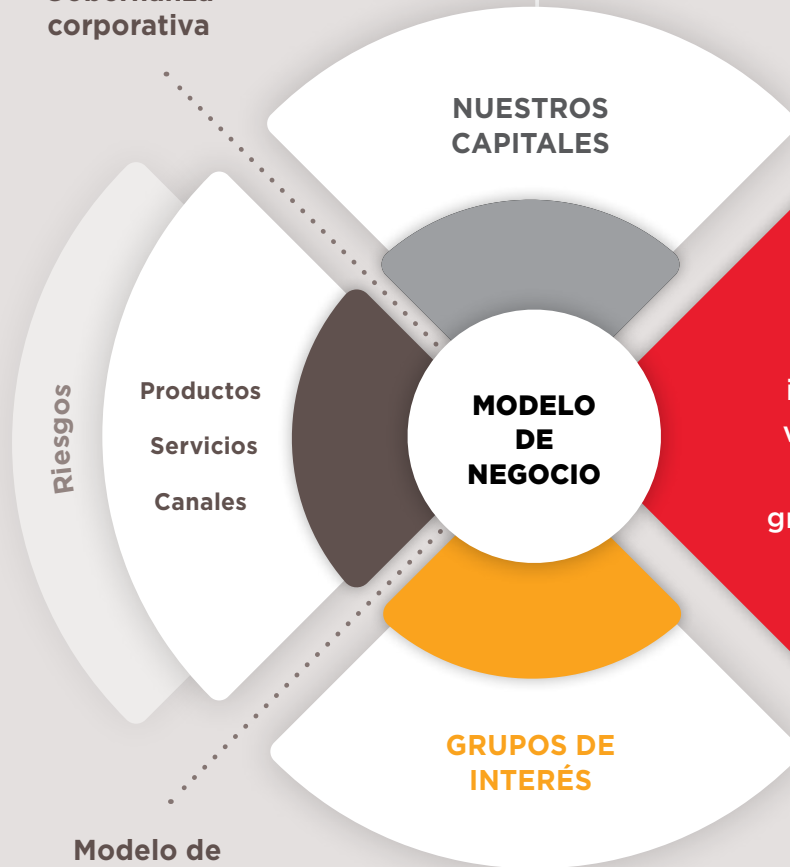 corporativa
NUESTROS
CAPITALES
Riesgos
Productos
Servicios
Canales
MODELO
DE
NEGOCIO
GRUPOS DE
INTERÉS
Modelo de